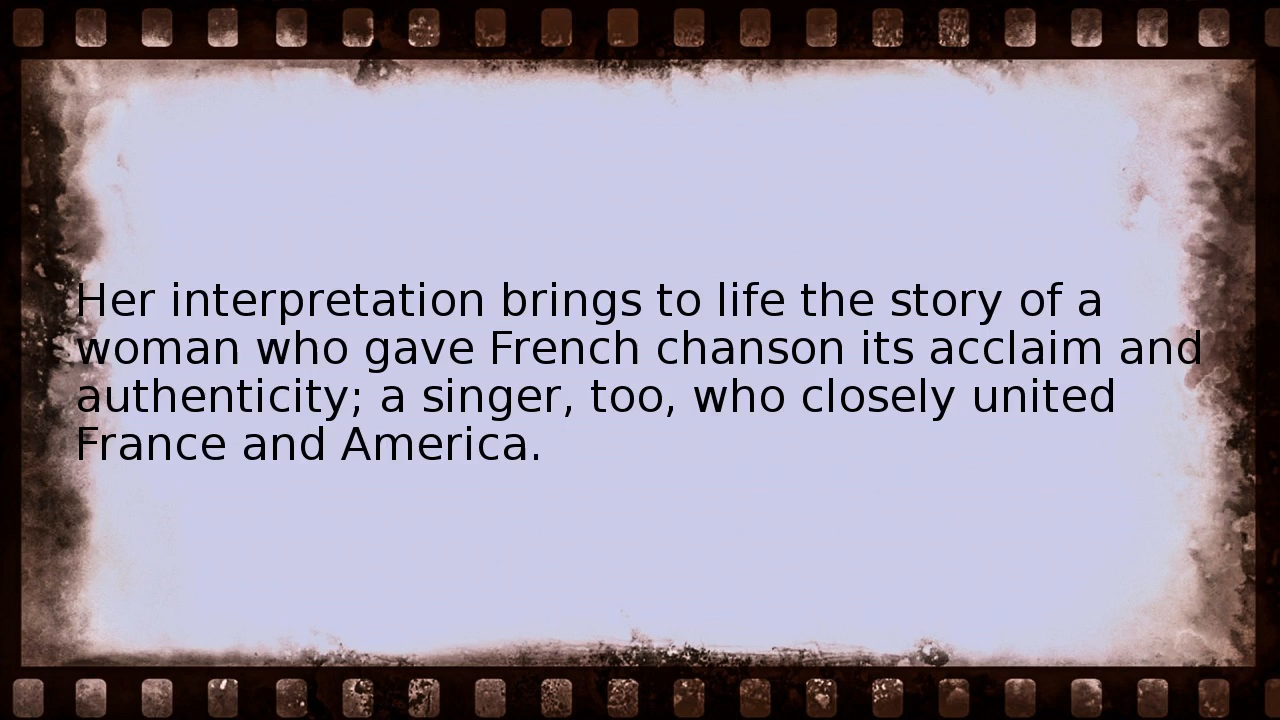 Her interpretation brings to life the story of a
woman who gave French chanson its acclaim and
authenticity; a singer, too, who closely united
France and America.